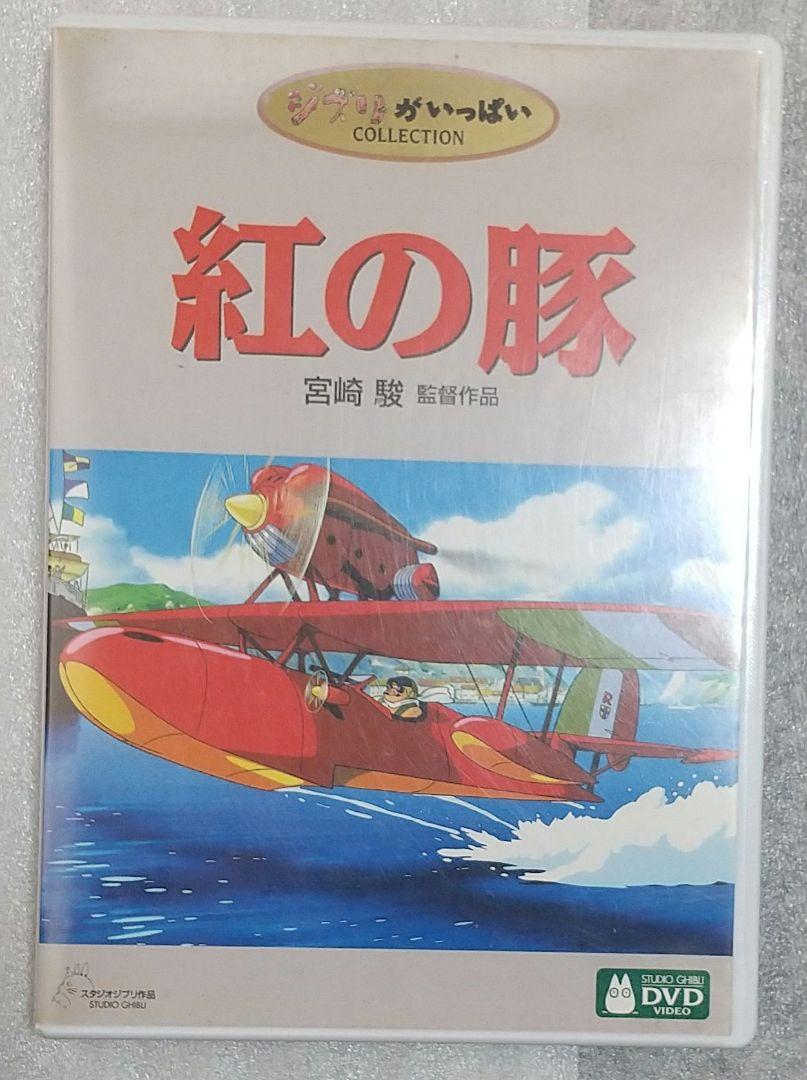 ジブリがいっぱい
COLLECTION
紅の豚
宮崎 駿 監督作品
スタジオジブリ作品
STUDIO GHIBLI
STUDIO GHIBLI
DVD
VIDEO